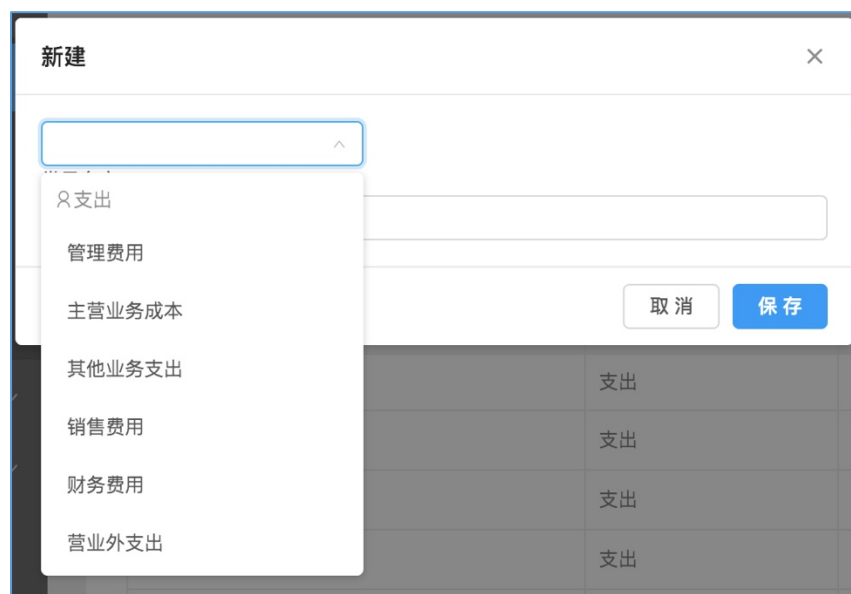 新建
支出
管理费用
主营业务成本
其他业务支出
销售费用
财务费用
营业外支出
取消
保存
支出
支出
支出
支出